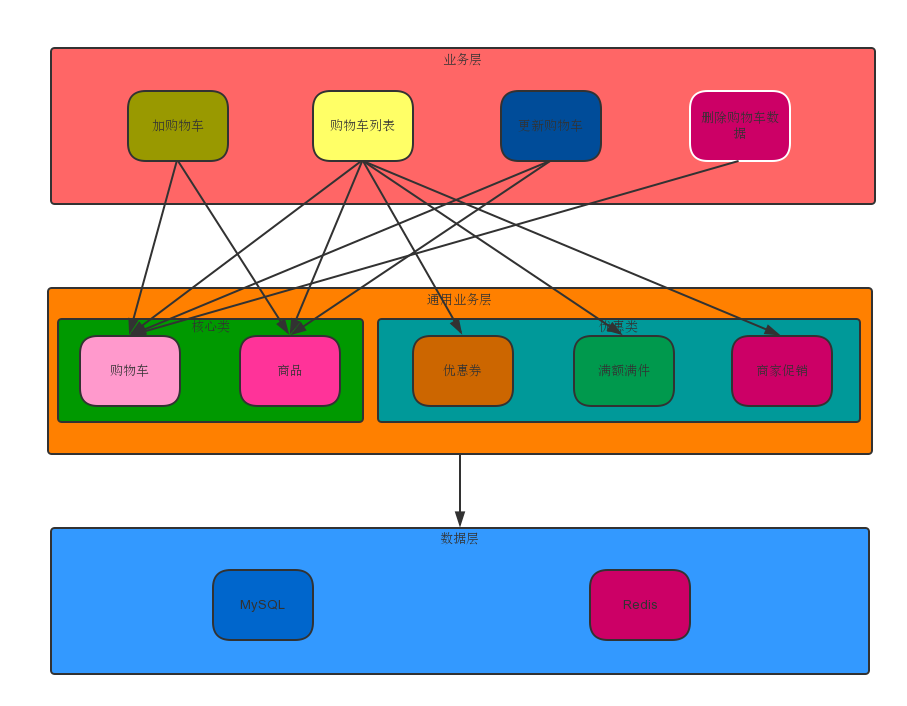 业务层
加购物车
购物车列表
更新购物车
删除购物车数
据
通用业务层
核心类
优惠类
购物车
商品
优惠券
满额满件
商家促销
数据层
MySQL
Redis